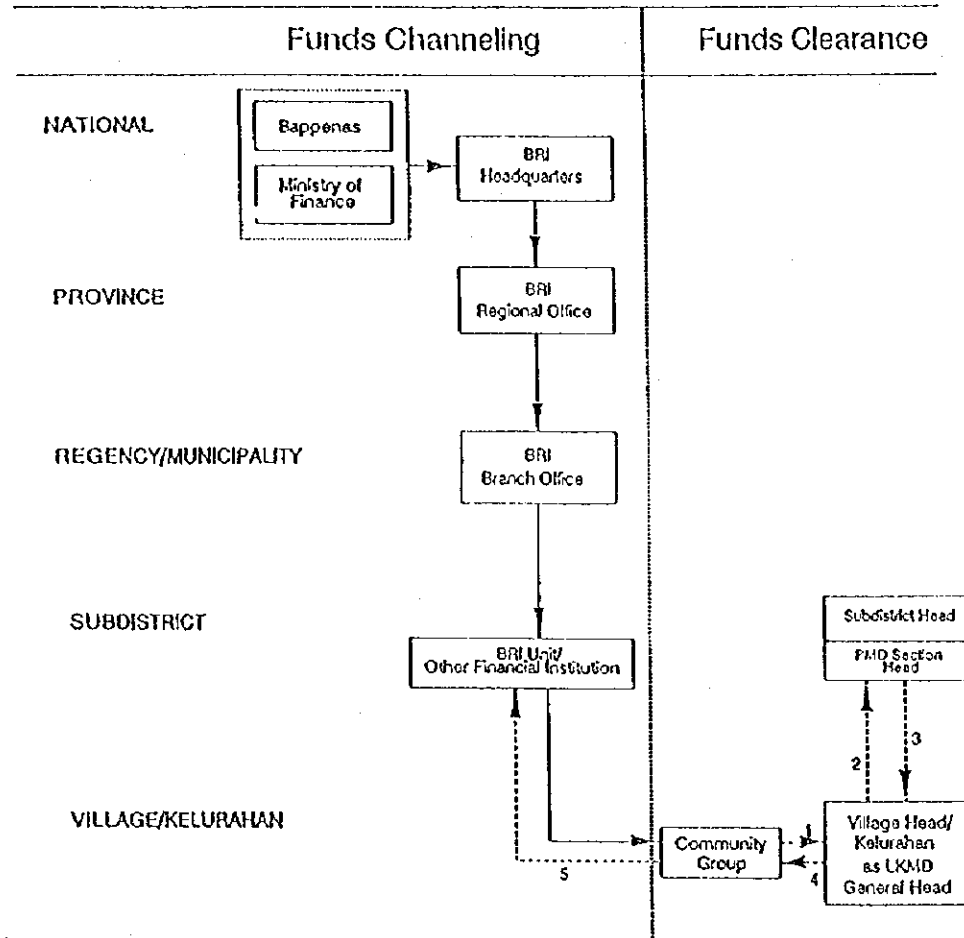 Funds Channeling
Funds Clearance
NATIONAL
Bappenas
Ministry of
Finance
BRI
Headquarters
PROVINCE
BRI
Regional Office
REGENCY/MUNICIPALITY
BRI
Branch Office
SUBDISTRICT
BRI Unit/
Other Financial Institution
Subdistrict Head
PMD Section
Head
2
3
VILLAGE/KELURAHAN
Community
Group
1
4
5
Village Head/
Kelurahan
as LKMD
General Head